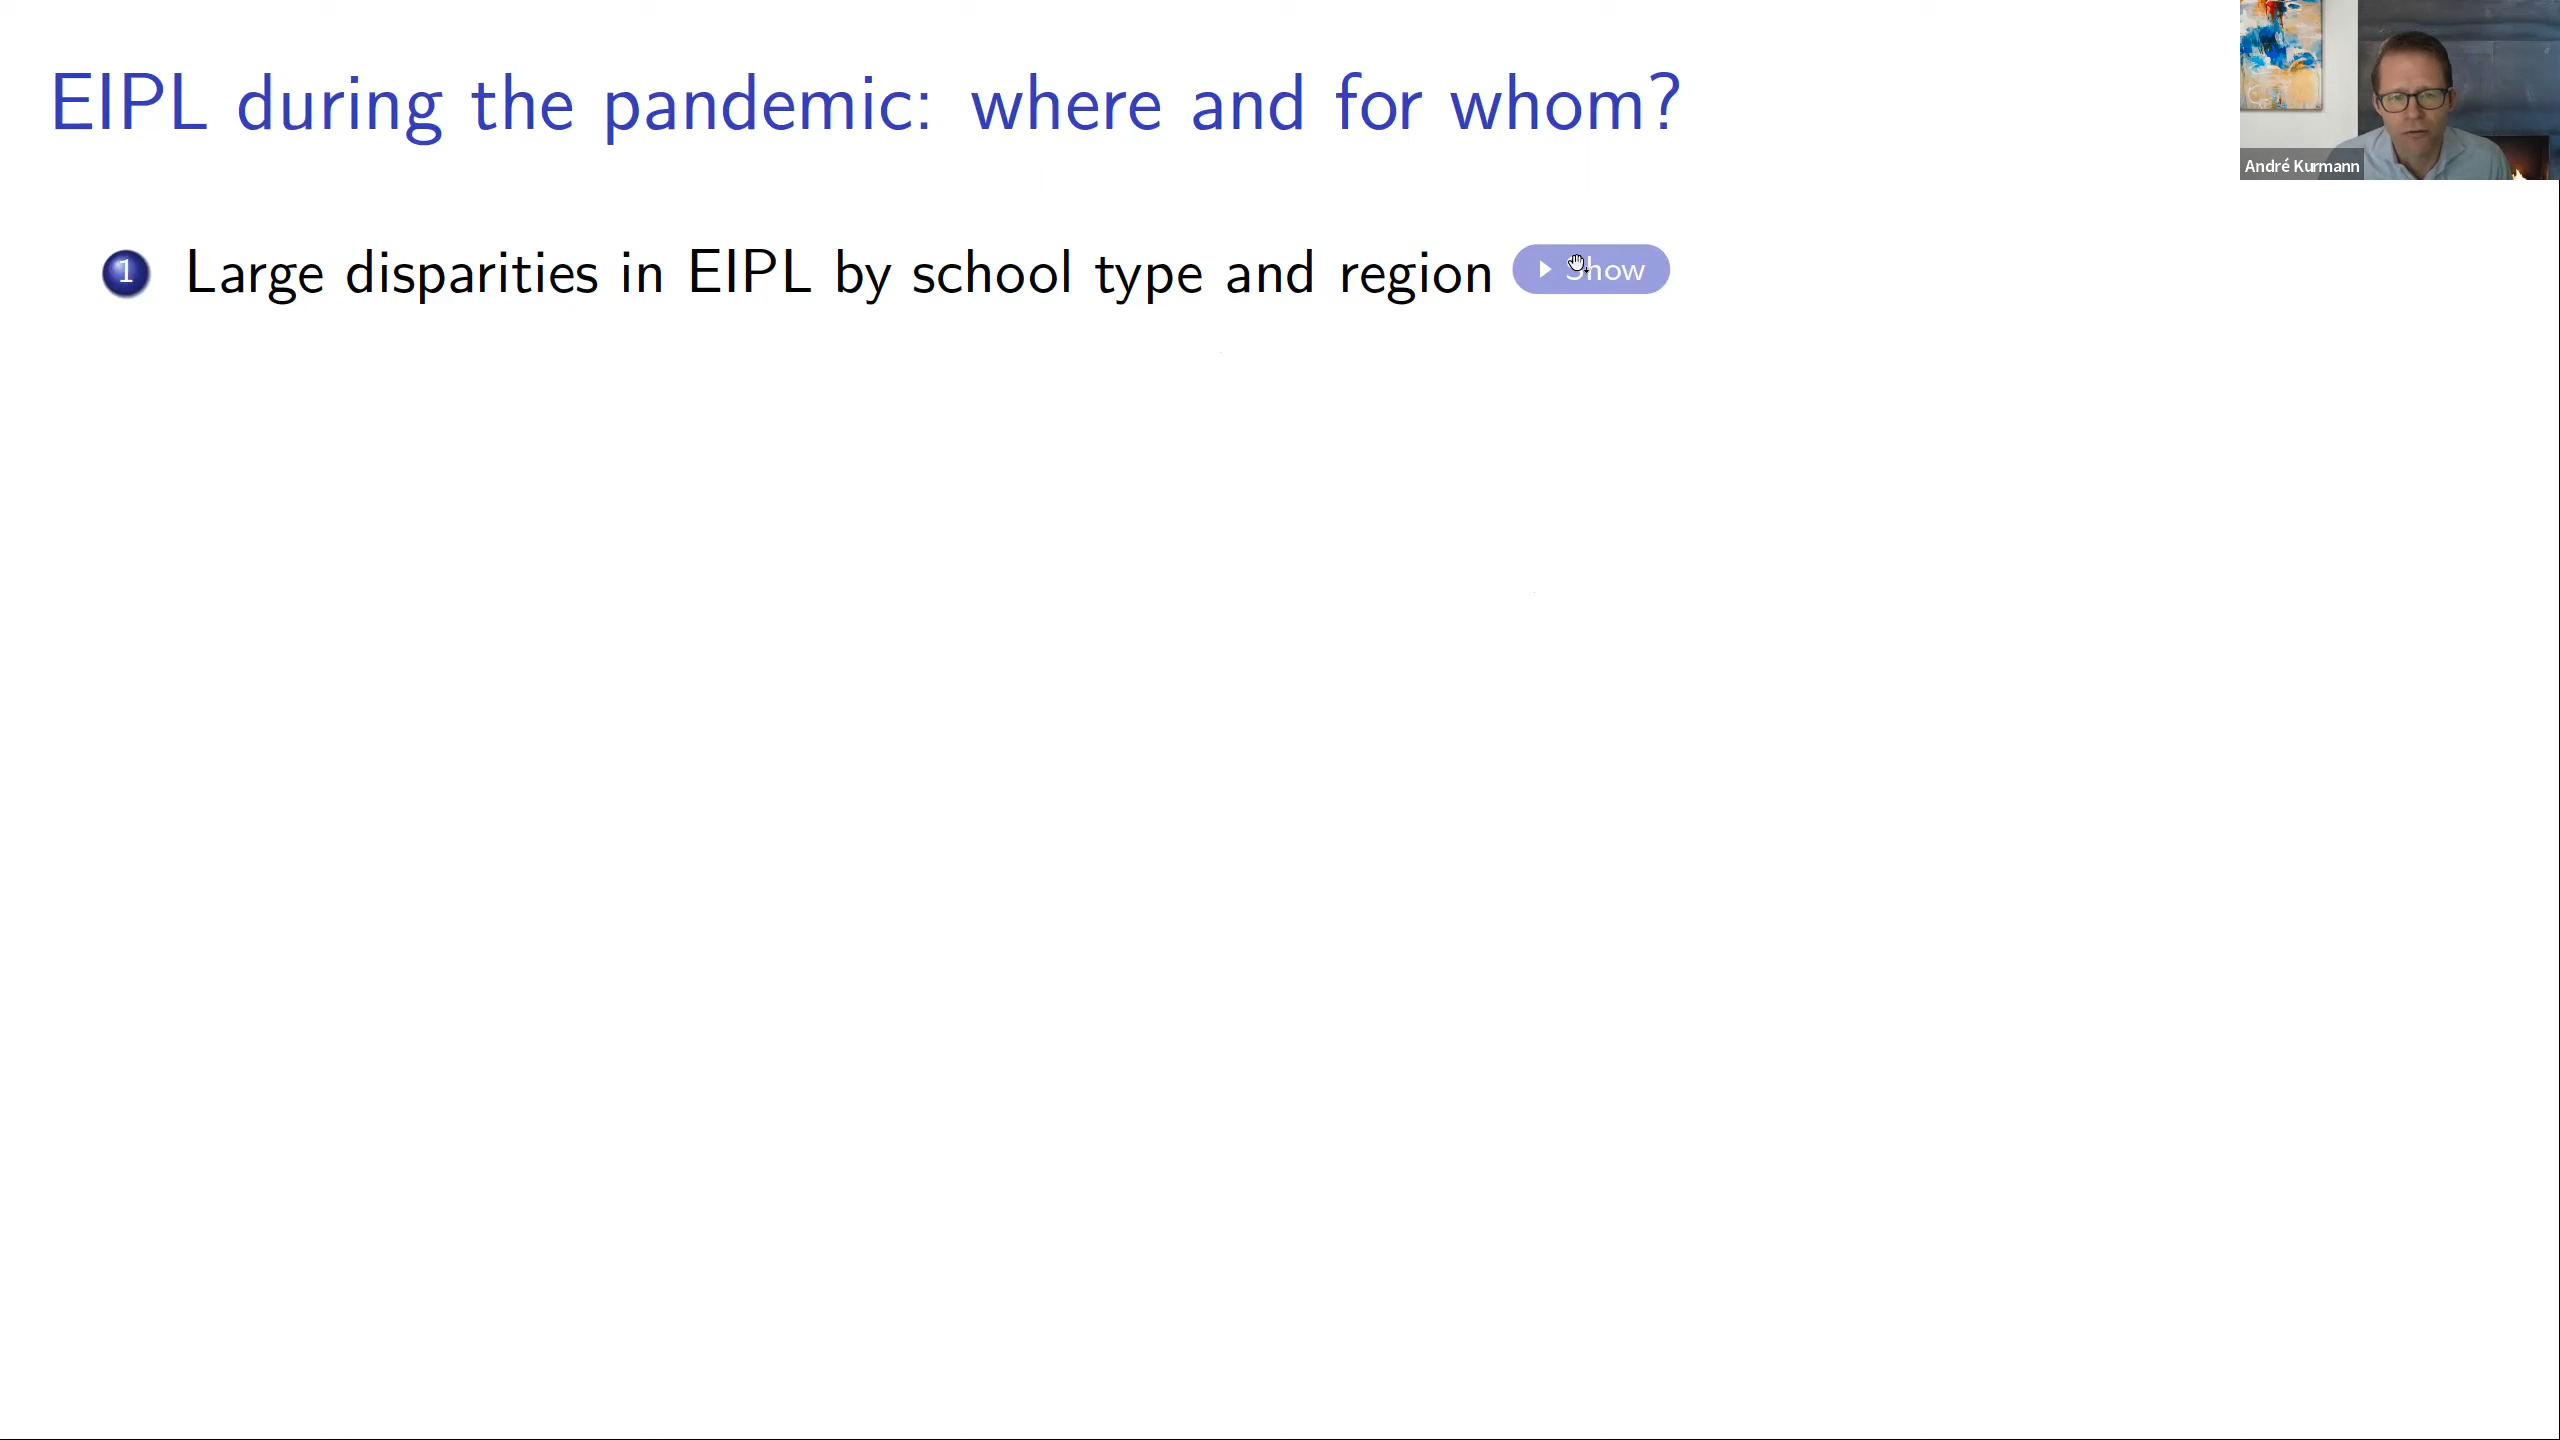 EIPL during the pandemic: where and for whom?
André Kurmann
1 Large disparities in EIPL by school type and region Show